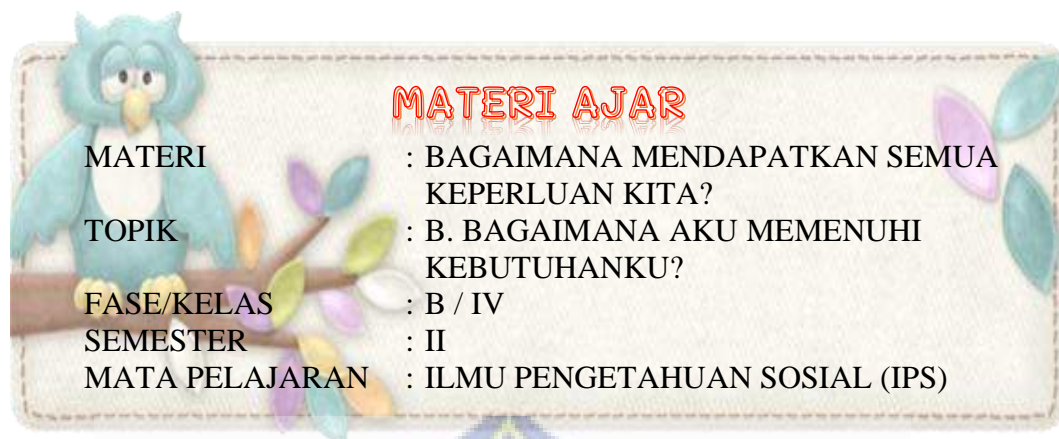 MATERI AJAR
MATERI : BAGAIMANA MENDAPATKAN SEMUA
KEPERLUAN KITA?
TOPIK : B. BAGAIMANA AKU MEMENUHI
KEBUTUHANKU?
FASE/KELAS : B / IV
SEMESTER : II
MATA PELAJARAN : ILMU PENGETAHUAN SOSIAL (IPS)